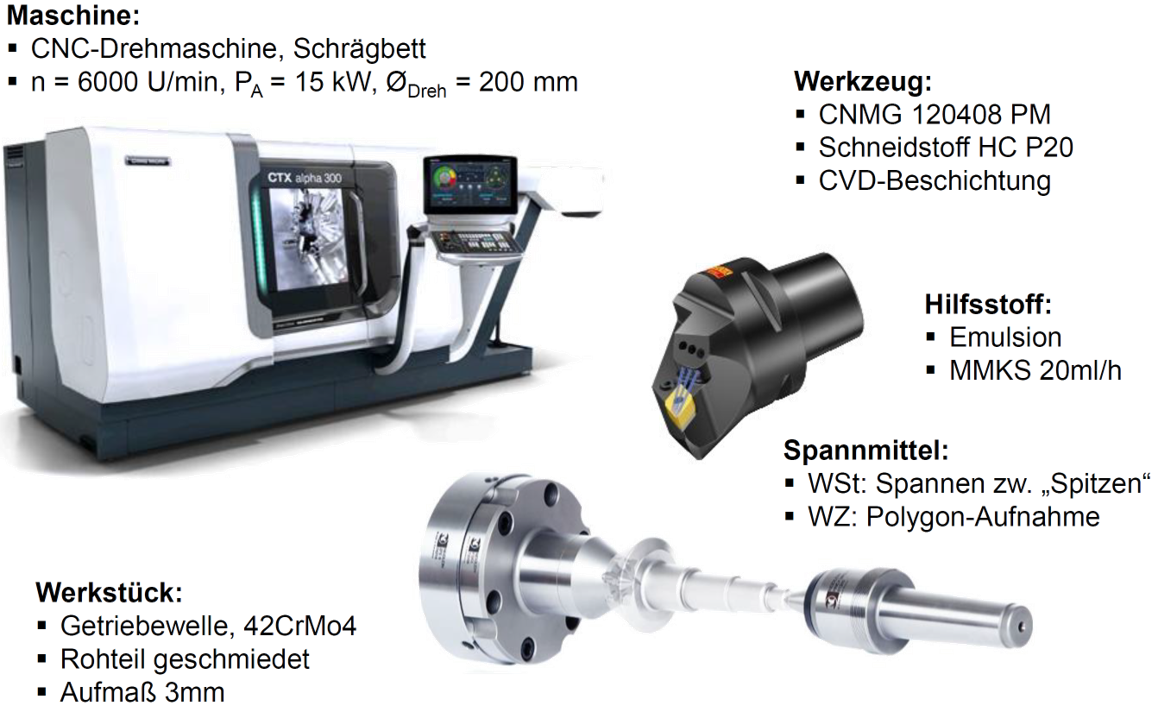 Maschine:
▪ CNC-Drehmaschine, Schrägbett
▪ n = 6000 U/min, P_A = 15 kW, Ø_Dreh = 200 mm
Werkzeug:
▪ CNMG 120408 PM
▪ Schneidstoff HC P20
▪ CVD-Beschichtung
CTX alpha 300
Hilfsstoff:
▪ Emulsion
▪ MMKS 20ml/h
Spannmittel:
▪ WSt: Spannen zw. „Spitzen“
▪ WZ: Polygon-Aufnahme
Werkstück:
▪ Getriebewelle, 42CrMo4
▪ Rohteil geschmiedet
▪ Aufmaß 3mm